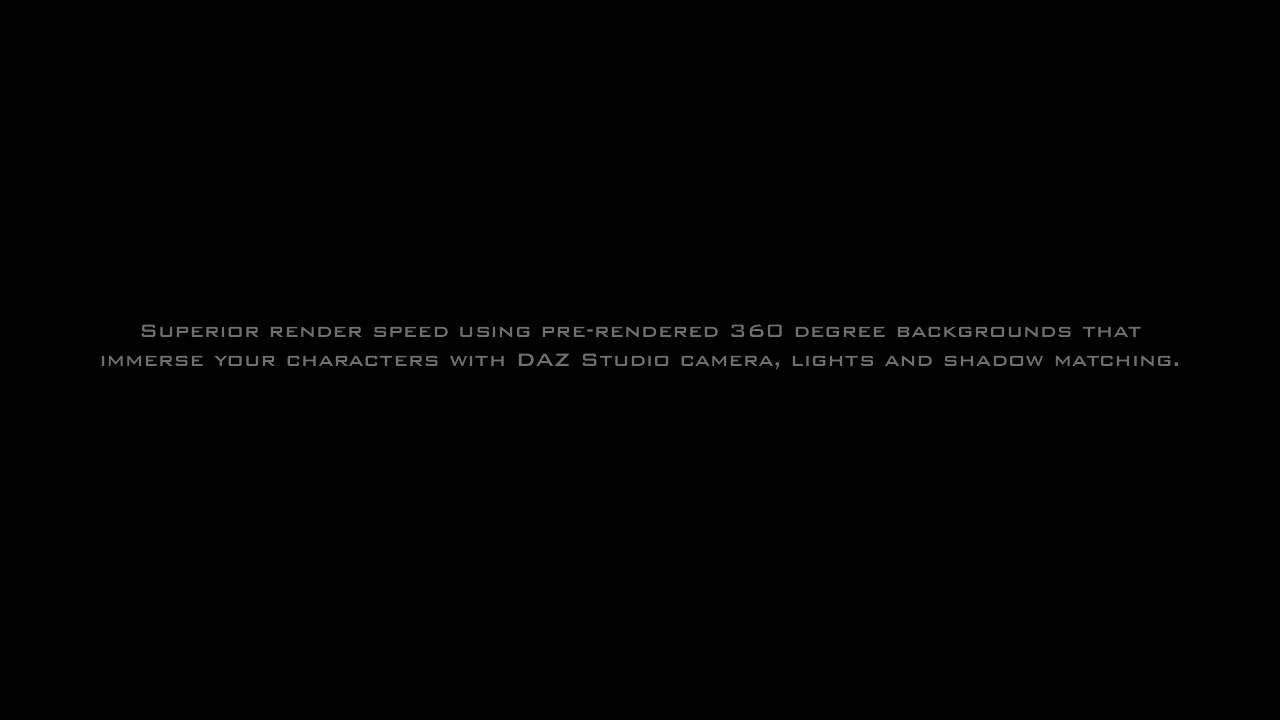 Superior render speed using pre-rendered 360 degree backgrounds that
immerse your characters with DAZ Studio camera, lights and shadow matching.